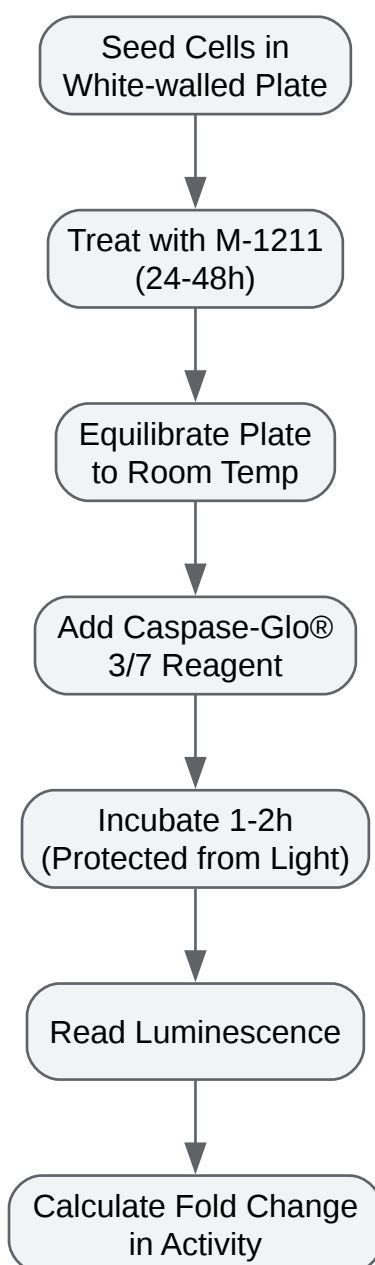 Seed Cells in
White-walled Plate
Treat with M-1211
(24-48h)
Equilibrate Plate
to Room Temp
Add Caspase-Glo®
3/7 Reagent
Incubate 1-2h
(Protected from Light)
Read Luminescence
Calculate Fold Change
in Activity